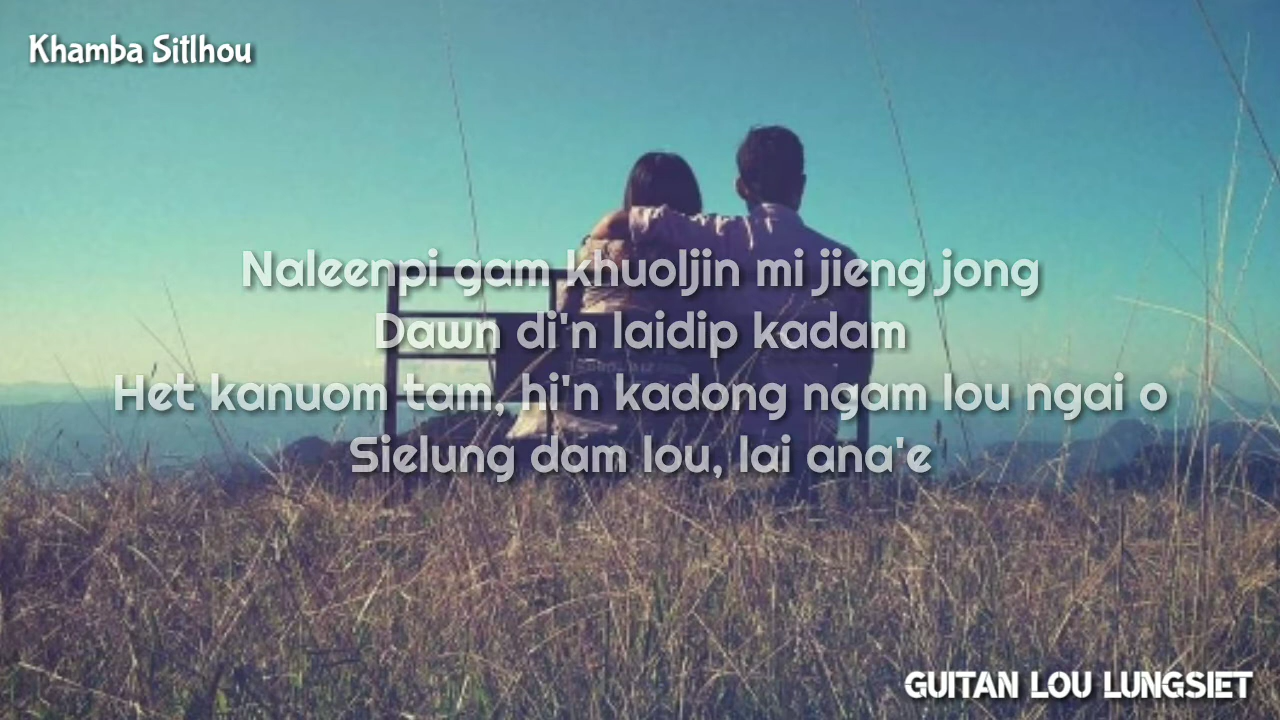 Khamba Sitlhou
Naleenpi gam khuoljin mi jieng jong
Dawn di'n laidip kadam
Het kanuom tam, hi'n kadong ngam lou ngai o
Sielung dam lou, lai ana'e
GUITAN LOU LUNGSIET